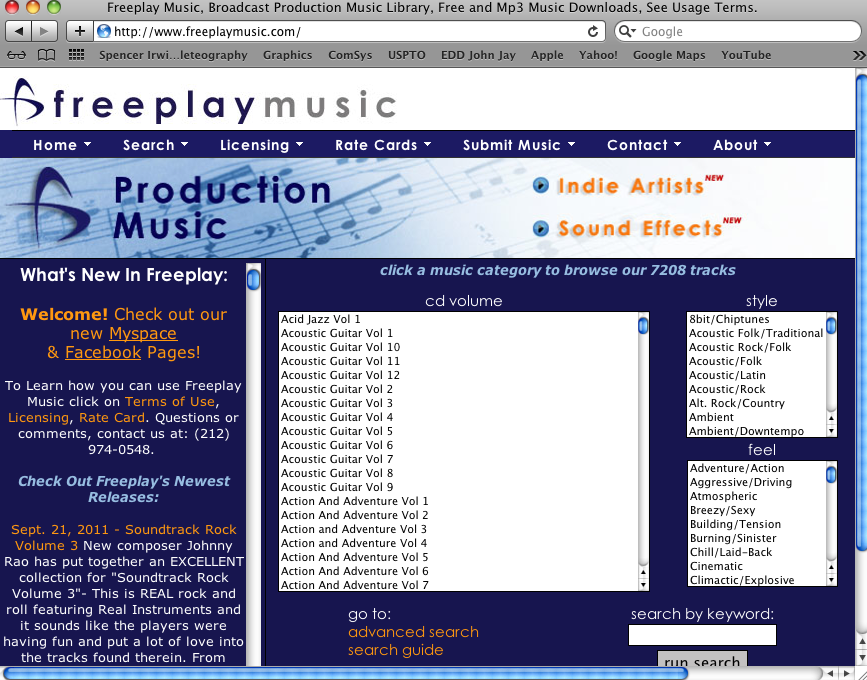 Freeplay Music, Broadcast Production Music Library, Free and Mp3 Music Downloads, See Usage Terms.
http://www.freeplaymusic.com/
Google
Spencer Irwi...leteography Graphics ComSys USPTO EDD John Jay Apple Yahoo! Google Maps YouTube
freeplaymusic
Home Search Licensing Rate Cards Submit Music Contact About
Production
Music
Indie Artists NEW
Sound Effects NEW
What's New In Freeplay:
Welcome! Check out our
new Myspace
& Facebook Pages!
To Learn how you can use Freeplay
Music click on Terms of Use,
Licensing, Rate Card. Questions or
comments, contact us at: (212)
974-0548.
Check Out Freeplay's Newest
Releases:
Sept. 21, 2011 - Soundtrack Rock
Volume 3 New composer Johnny
Rao has put together an EXCELLENT
collection for "Soundtrack Rock
Volume 3"- This is REAL rock and
roll featuring Real Instruments and
it sounds like the players were
having fun and put a lot of love into
the tracks found therein. From
click a music category to browse our 7208 tracks
cd volume
Acid Jazz Vol 1
Acoustic Guitar Vol 1
Acoustic Guitar Vol 10
Acoustic Guitar Vol 11
Acoustic Guitar Vol 12
Acoustic Guitar Vol 2
Acoustic Guitar Vol 3
Acoustic Guitar Vol 4
Acoustic Guitar Vol 5
Acoustic Guitar Vol 6
Acoustic Guitar Vol 7
Acoustic Guitar Vol 8
Acoustic Guitar Vol 9
Action And Adventure Vol 1
Action And Adventure Vol 2
Action and Adventure Vol 3
Action and Adventure Vol 4
Action And Adventure Vol 5
Action And Adventure Vol 6
Action And Adventure Vol 7
style
8bit/Chiptunes
Acoustic Folk/Traditional
Acoustic Rock/Folk
Acoustic/Folk
Acoustic/Latin
Acoustic/Rock
Alt. Rock/Country
Ambient
Ambient/Downtempo
feel
Adventure/Action
Aggressive/Driving
Atmospheric
Breezy/Sexy
Building/Tension
Burning/Sinister
Chill/Laid-Back
Cinematic
Climactic/Explosive
go to:
advanced search
search guide
search by keyword:
run search